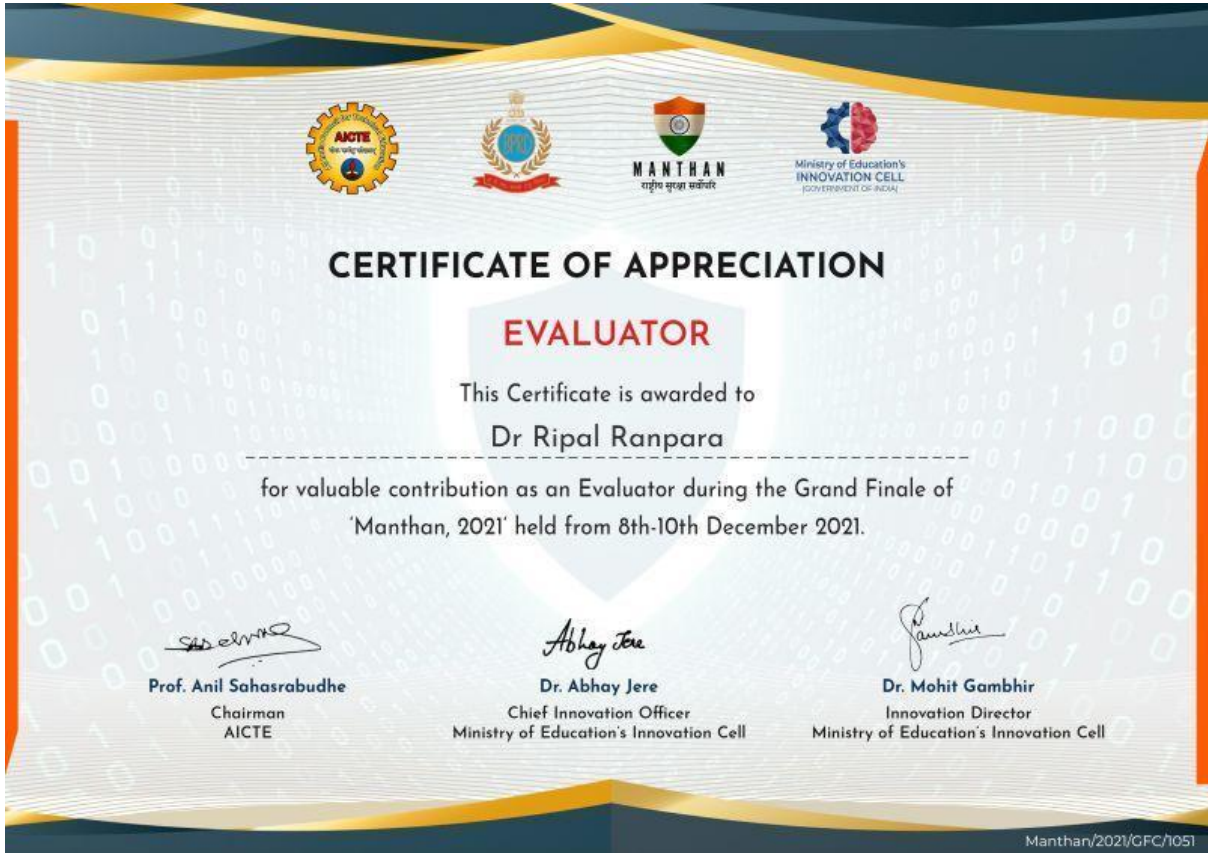 AICTE
BPRD
MANTHAN
राष्ट्रीय सुरक्षा सर्वोपरि
Ministry of Education's
INNOVATION CELL
(GOVERNMENT OF INDIA)
CERTIFICATE OF APPRECIATION
EVALUATOR
This Certificate is awarded to
Dr Ripal Ranpara
for valuable contribution as an Evaluator during the Grand Finale of
'Manthan, 2021' held from 8th-10th December 2021.
Abhay Jere
Prof. Anil Sahasrabudhe
Chairman
AICTE
Dr. Abhay Jere
Chief Innovation Officer
Ministry of Education's Innovation Cell
Dr. Mohit Gambhir
Innovation Director
Ministry of Education's Innovation Cell
Manthan/2021/GFC/1051